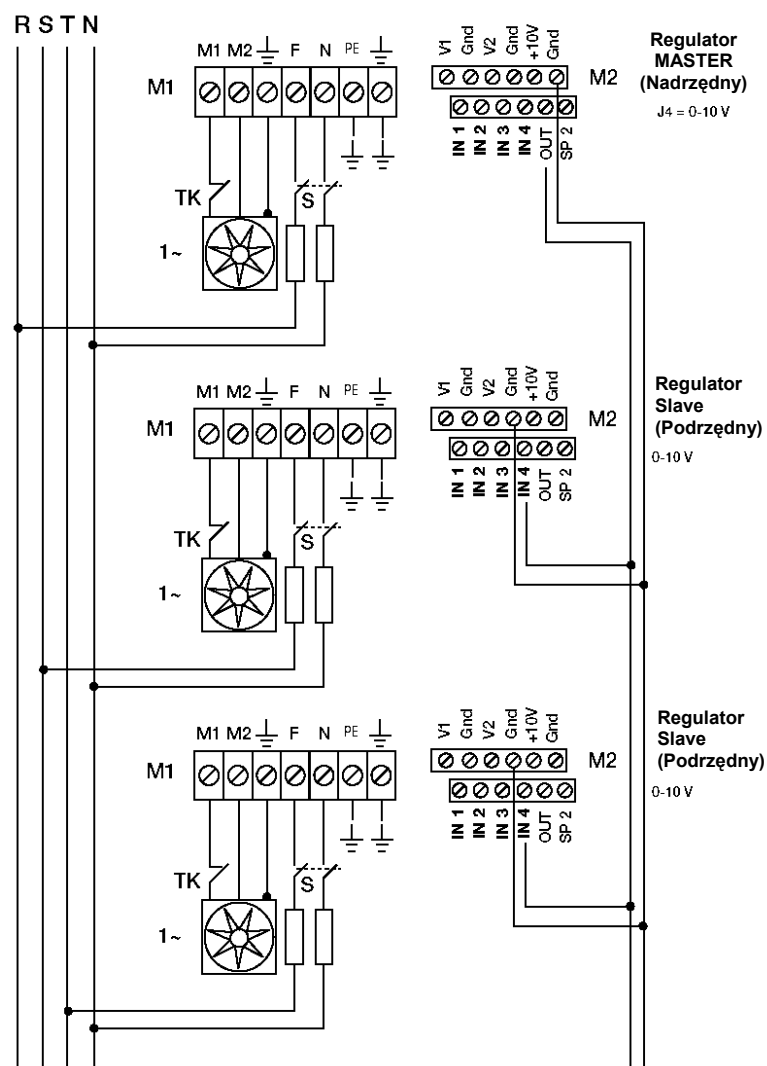 R S T N
M1 M2 F N PE
M1
TK
S
1~
V1 Gnd V2 Gnd +10V Gnd
M2
IN 1 IN 2 IN 3 IN 4 OUT SP 2
Regulator
MASTER
(Nadrzędny)
J4 = 0-10 V
M1 M2 F N PE
M1
TK
S
1~
V1 Gnd V2 Gnd +10V Gnd
M2
IN 1 IN 2 IN 3 IN 4 OUT SP 2
Regulator
Slave
(Podrzędny)
0-10 V
M1 M2 F N PE
M1
TK
S
1~
V1 Gnd V2 Gnd +10V Gnd
M2
IN 1 IN 2 IN 3 IN 4 OUT SP 2
Regulator
Slave
(Podrzędny)
0-10 V